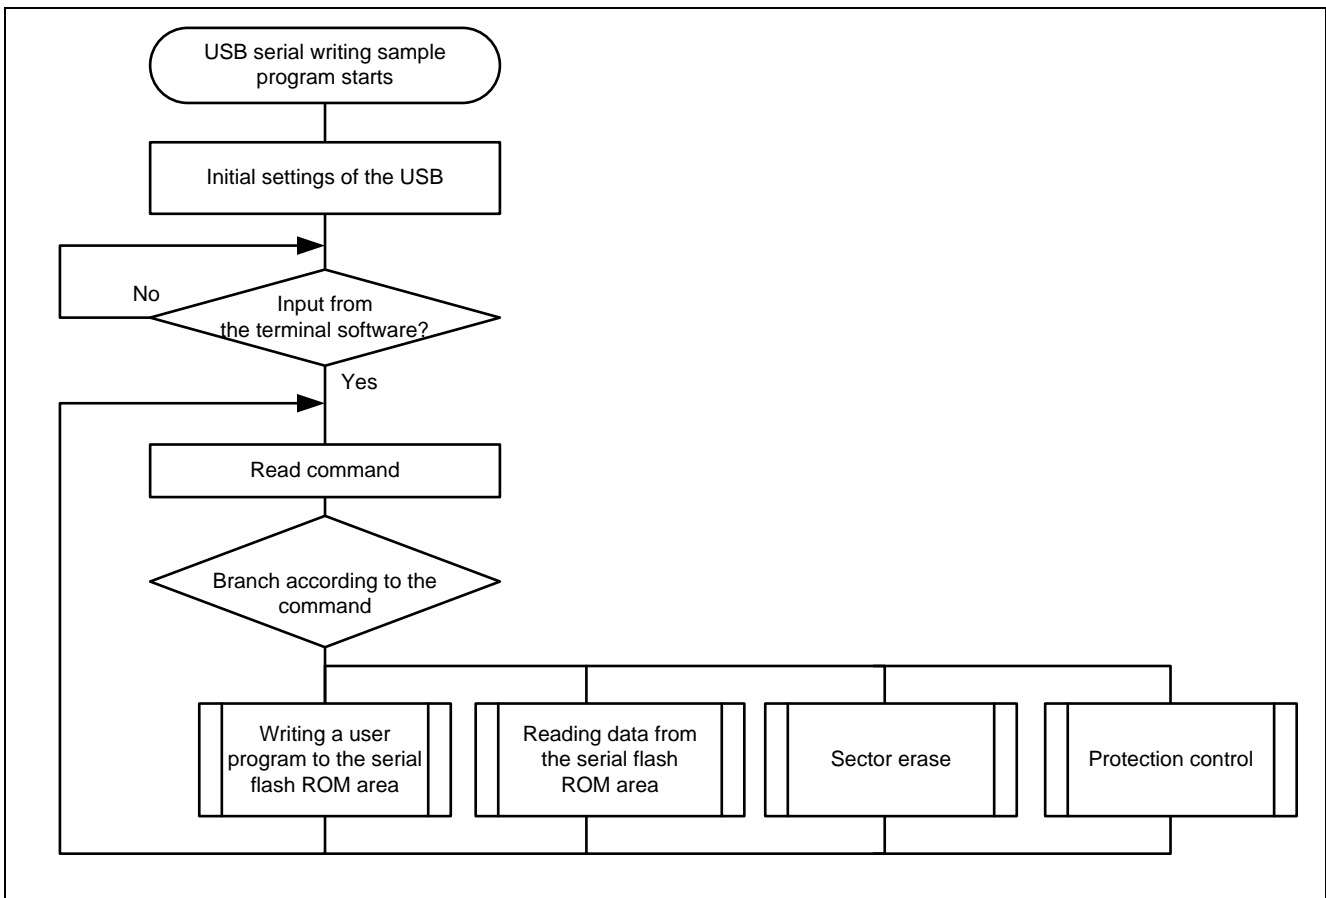 USB serial writing sample
program starts
Initial settings of the USB
No
Input from
the terminal software?
Yes
Read command
Branch according to the
command
Writing a user
program to the serial
flash ROM area
Reading data from
the serial flash
ROM area
Sector erase
Protection control